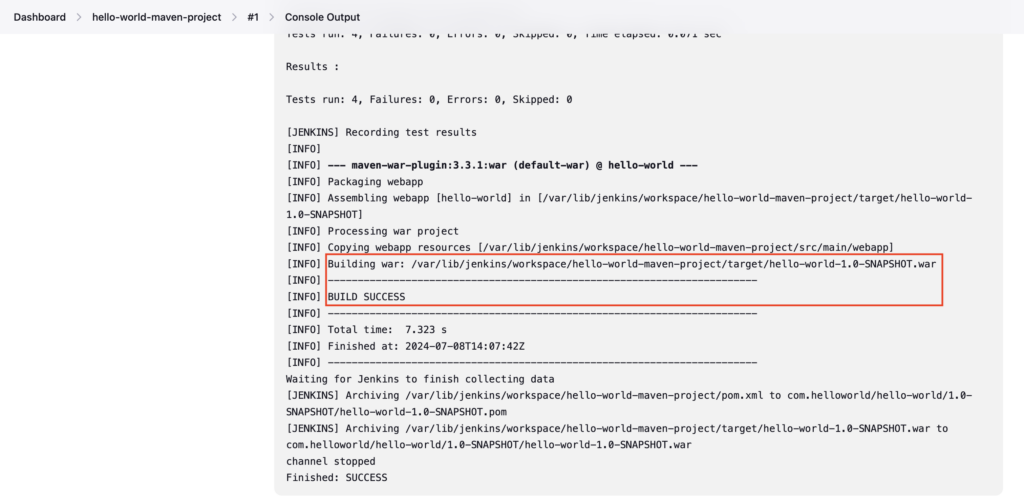 Dashboard > hello-world-maven-project > #1 > Console Output
Tests run: 4, Failures: 0, Errors: 0, Skipped: 0, Time elapsed: 0.071 sec
Results :
Tests run: 4, Failures: 0, Errors: 0, Skipped: 0
[JENKINS] Recording test results
[INFO]
[INFO] --- maven-war-plugin:3.3.1:war (default-war) @ hello-world ---
[INFO] Packaging webapp
[INFO] Assembling webapp [hello-world] in [/var/lib/jenkins/workspace/hello-world-maven-project/target/hello-world-
1.0-SNAPSHOT]
[INFO] Processing war project
[INFO] Copying webapp resources [/var/lib/jenkins/workspace/hello-world-maven-project/src/main/webapp]
[INFO] Building war: /var/lib/jenkins/workspace/hello-world-maven-project/target/hello-world-1.0-SNAPSHOT.war
[INFO] ------------------------------------------------------------------------
[INFO] BUILD SUCCESS
[INFO] ------------------------------------------------------------------------
[INFO] Total time:  7.323 s
[INFO] Finished at: 2024-07-08T14:07:42Z
[INFO] ------------------------------------------------------------------------
Waiting for Jenkins to finish collecting data
[JENKINS] Archiving /var/lib/jenkins/workspace/hello-world-maven-project/pom.xml to com.helloworld/hello-world/1.0-
SNAPSHOT/hello-world-1.0-SNAPSHOT.pom
[JENKINS] Archiving /var/lib/jenkins/workspace/hello-world-maven-project/target/hello-world-1.0-SNAPSHOT.war to
com.helloworld/hello-world/1.0-SNAPSHOT/hello-world-1.0-SNAPSHOT.war
channel stopped
Finished: SUCCESS